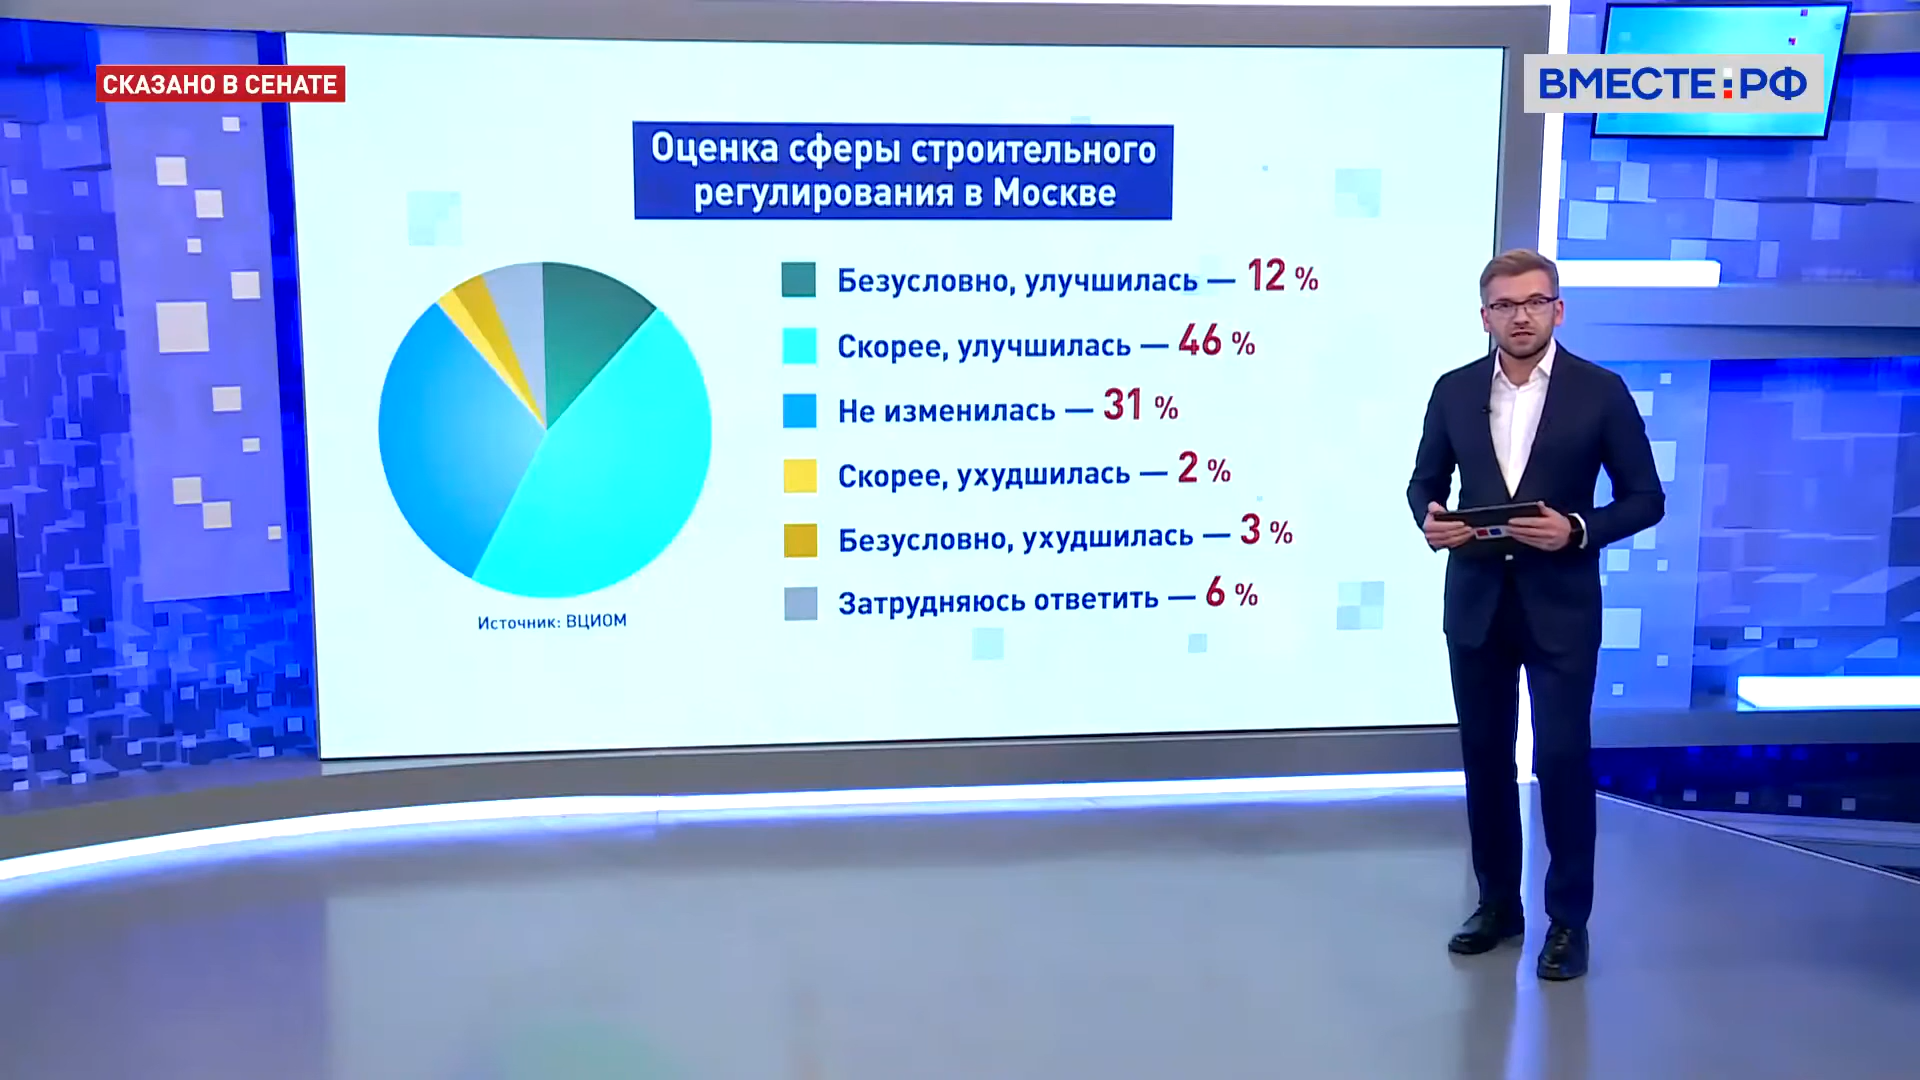 СКАЗАНО В СЕНАТЕ
ВМЕСТЕ:РФ
Оценка сферы строительного
регулирования в Москве
Безусловно, улучшилась — 12 %
Скорее, улучшилась — 46 %
Не изменилась — 31 %
Скорее, ухудшилась — 2 %
Безусловно, ухудшилась — 3 %
Затрудняюсь ответить — 6 %
Источник: ВЦИОМ